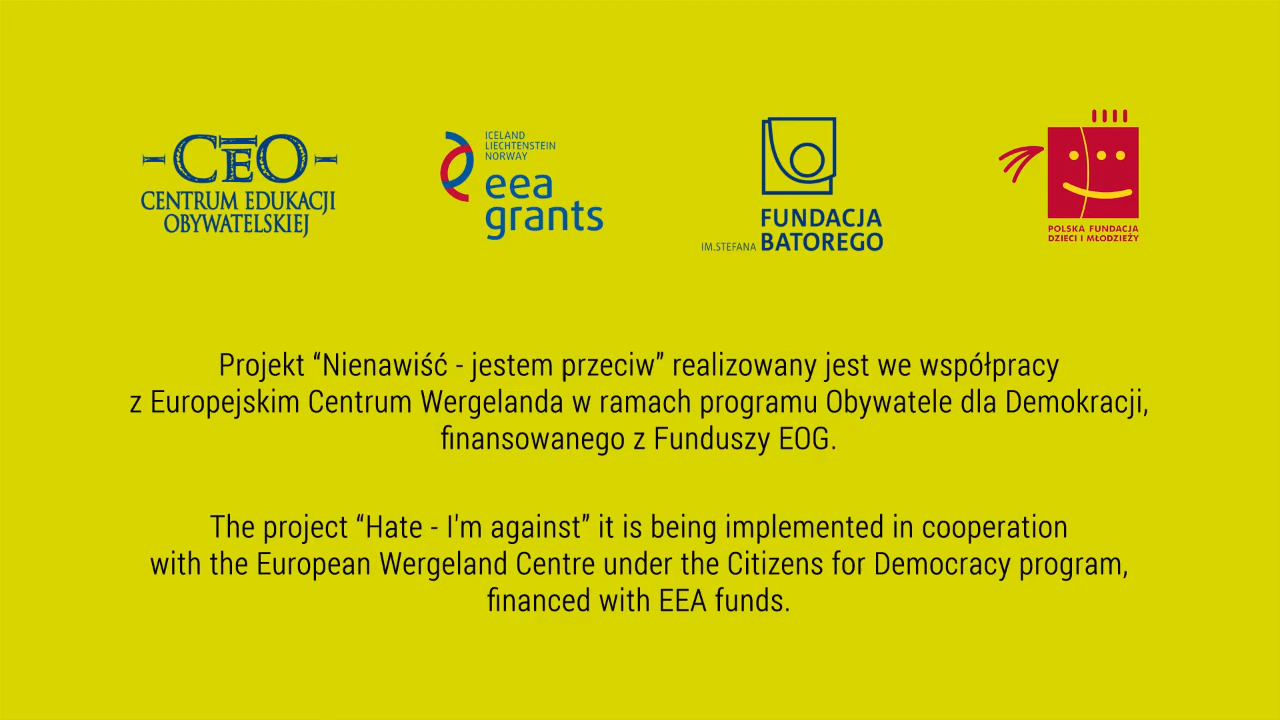 -CEO-
CENTRUM EDUKACJI
OBYWATELSKIEJ
ICELAND
LIECHTENSTEIN
NORWAY
eea
grants
FUNDACJA
IM.STEFANA BATOREGO
POLSKA FUNDACJA
DZIECI I MŁODZIEŻY
Projekt “Nienawiść - jestem przeciw” realizowany jest we współpracy
z Europejskim Centrum Wergelanda w ramach programu Obywatele dla Demokracji,
finansowanego z Funduszy EOG.
The project “Hate - I'm against” it is being implemented in cooperation
with the European Wergeland Centre under the Citizens for Democracy program,
financed with EEA funds.